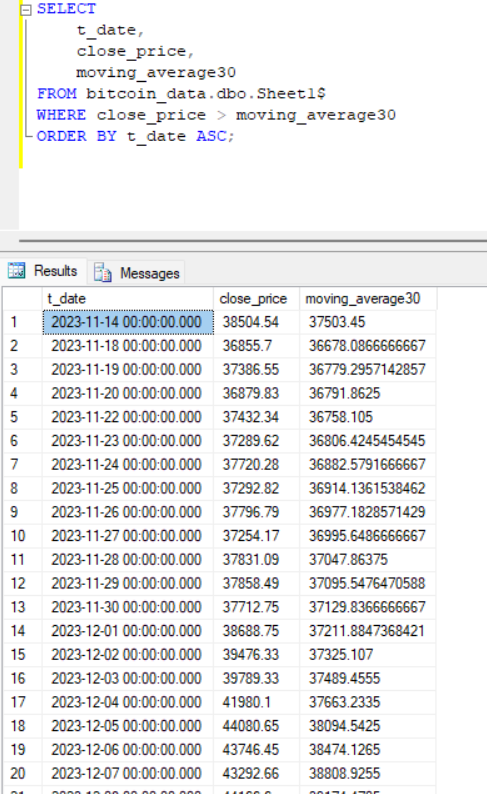 SELECT
t_date,
close_price,
moving_average30
FROM bitcoin_data.dbo.Sheet1$
WHERE close_price > moving_average30
ORDER BY t_date ASC;
Results Messages
t_date close_price moving_average30
1 2023-11-14 00:00:00.000 38504.54 37503.45
2 2023-11-18 00:00:00.000 36855.7 36678.0866666667
3 2023-11-19 00:00:00.000 37386.55 36779.2957142857
4 2023-11-20 00:00:00.000 36879.83 36791.8625
5 2023-11-22 00:00:00.000 37432.34 36758.105
6 2023-11-23 00:00:00.000 37289.62 36806.4245454545
7 2023-11-24 00:00:00.000 37720.28 36882.5791666667
8 2023-11-25 00:00:00.000 37292.82 36914.1361538462
9 2023-11-26 00:00:00.000 37796.79 36977.1828571429
10 2023-11-27 00:00:00.000 37254.17 36995.6486666667
11 2023-11-28 00:00:00.000 37831.09 37047.86375
12 2023-11-29 00:00:00.000 37858.49 37095.5476470588
13 2023-11-30 00:00:00.000 37712.75 37129.8366666667
14 2023-12-01 00:00:00.000 38688.75 37211.8847368421
15 2023-12-02 00:00:00.000 39476.33 37325.107
16 2023-12-03 00:00:00.000 39789.33 37489.4555
17 2023-12-04 00:00:00.000 41980.1 37663.2335
18 2023-12-05 00:00:00.000 44080.65 38094.5425
19 2023-12-06 00:00:00.000 43746.45 38474.1265
20 2023-12-07 00:00:00.000 43292.66 38808.9255